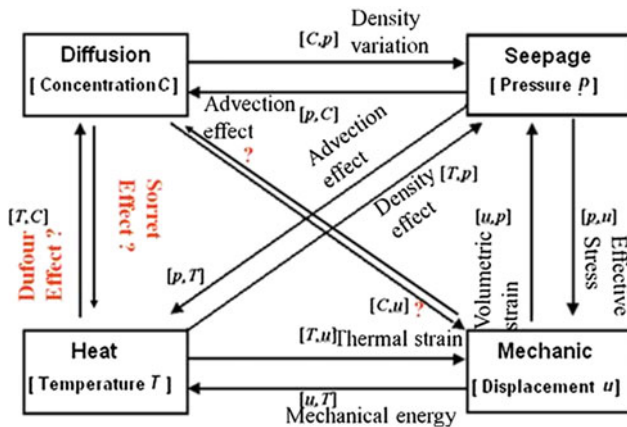 Diffusion
[ Concentration C ]
[C,p]
Density
variation
Seepage
[ Pressure p ]
Advection
effect
[p,C]
?
Advection
effect
Density
effect
[T,p]
[T,C]
Dufour
Effect ?
Sorret
Effect ?
[p,T]
[C,u] ?
[u,p]
Volumetric
strain
[p,u]
Effective
Stress
Heat
[ Temperature T ]
[T,u]Thermal strain
[u,T]
Mechanical energy
Mechanic
[ Displacement u ]